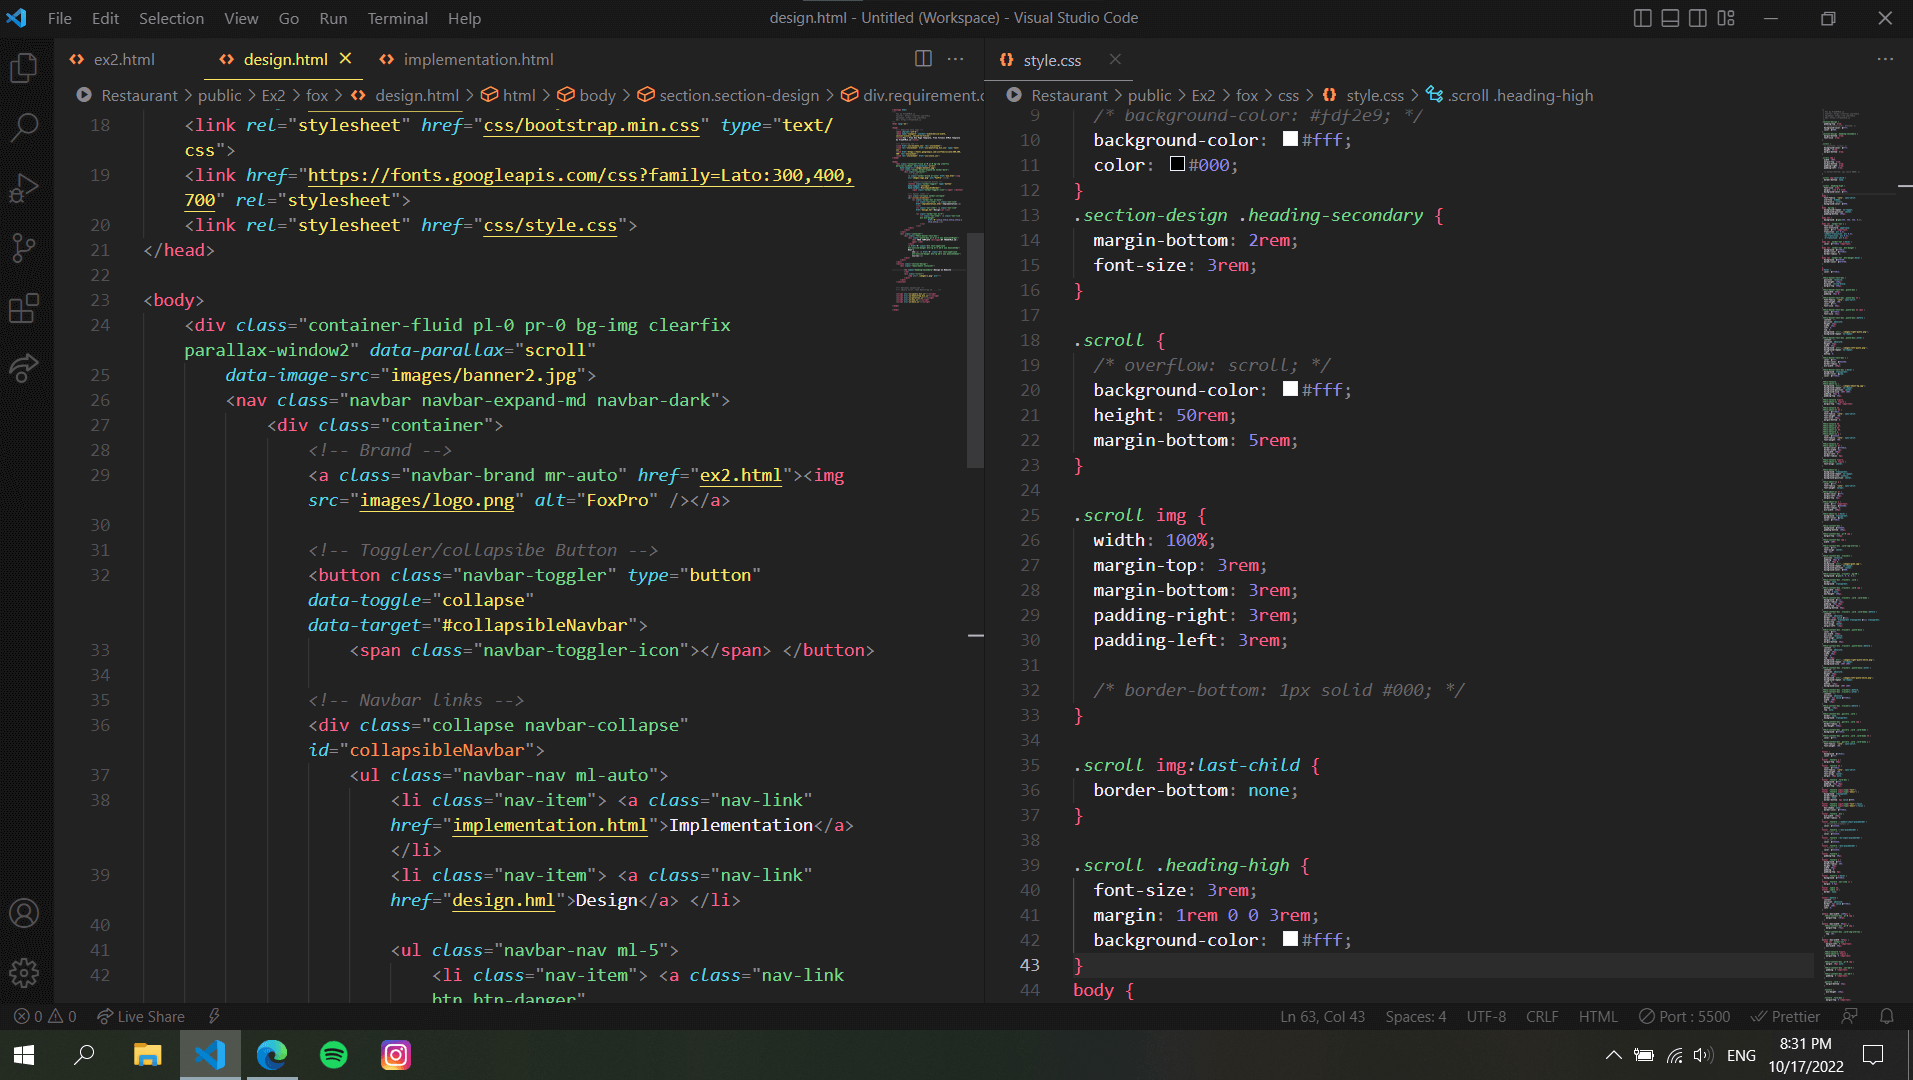 File Edit Selection View Go Run Terminal Help
design.html - Untitled (Workspace) - Visual Studio Code
ex2.html design.html implementation.html
Restaurant > public > Ex2 > fox > design.html > html > body > section.section-design > div.requirement.c
18 <link rel="stylesheet" href="css/bootstrap.min.css" type="text/
css">
19 <link href="https://fonts.googleapis.com/css?family=Lato:300,400,
700" rel="stylesheet">
20 <link rel="stylesheet" href="css/style.css">
21 </head>
22
23 <body>
24 <div class="container-fluid pl-0 pr-0 bg-img clearfix
parallax-window2" data-parallax="scroll"
25 data-image-src="images/banner2.jpg">
26 <nav class="navbar navbar-expand-md navbar-dark">
27 <div class="container">
28 <!-- Brand -->
29 <a class="navbar-brand mr-auto" href="ex2.html"><img
src="images/logo.png" alt="FoxPro" /></a>
30
31 <!-- Toggler/collapsibe Button -->
32 <button class="navbar-toggler" type="button"
data-toggle="collapse"
data-target="#collapsibleNavbar">
33 <span class="navbar-toggler-icon"></span> </button>
34
35 <!-- Navbar links -->
36 <div class="collapse navbar-collapse"
id="collapsibleNavbar">
37 <ul class="navbar-nav ml-auto">
38 <li class="nav-item"> <a class="nav-link"
href="implementation.html">Implementation</a>
</li>
39 <li class="nav-item"> <a class="nav-link"
href="design.hml">Design</a> </li>
40
41 <ul class="navbar-nav ml-5">
42 <li class="nav-item"> <a class="nav-link
btn btn-danger"
style.css
Restaurant > public > Ex2 > fox > css > style.css > .scroll .heading-high
9 /* background-color: #fdf2e9; */
10 background-color: #fff;
11 color: #000;
12 }
13 .section-design .heading-secondary {
14 margin-bottom: 2rem;
15 font-size: 3rem;
16 }
17
18 .scroll {
19 /* overflow: scroll; */
20 background-color: #fff;
21 height: 50rem;
22 margin-bottom: 5rem;
23 }
24
25 .scroll img {
26 width: 100%;
27 margin-top: 3rem;
28 margin-bottom: 3rem;
29 padding-right: 3rem;
30 padding-left: 3rem;
31
32 /* border-bottom: 1px solid #000; */
33 }
34
35 .scroll img:last-child {
36 border-bottom: none;
37 }
38
39 .scroll .heading-high {
40 font-size: 3rem;
41 margin: 1rem 0 0 3rem;
42 background-color: #fff;
43 }
44 body {
0 0 Live Share Ln 63, Col 43 Spaces: 4 UTF-8 CRLF HTML Port : 5500 Prettier
ENG
8:31 PM
10/17/2022